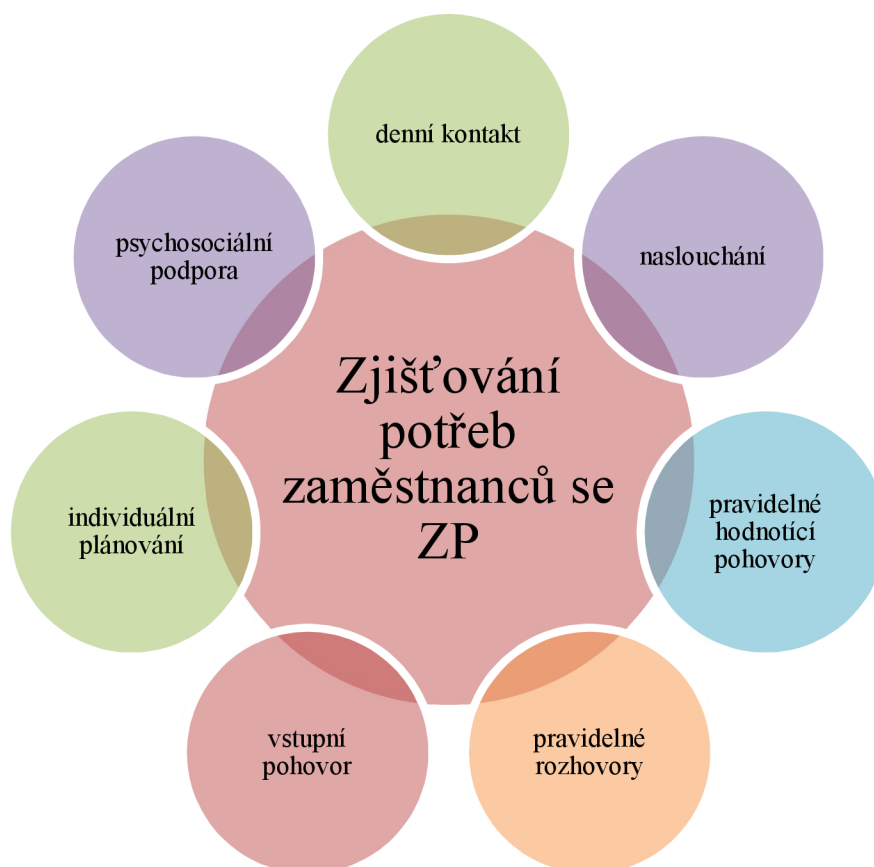 denní kontakt
psychosociální
podpora
naslouchání
Zjišťování
potřeb
zaměstnanců se
ZP
individuální
plánování
pravidelné
hodnotící
pohovory
vstupní
pohovor
pravidelné
rozhovory